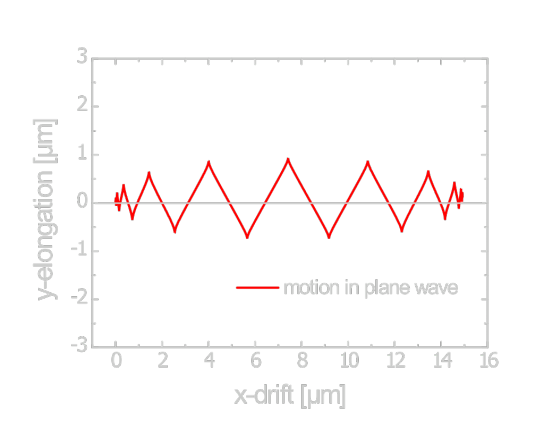 3
2
1
0
-1
-2
-3
y-elongation [µm]
motion in plane wave
0 2 4 6 8 10 12 14 16
x-drift [µm]